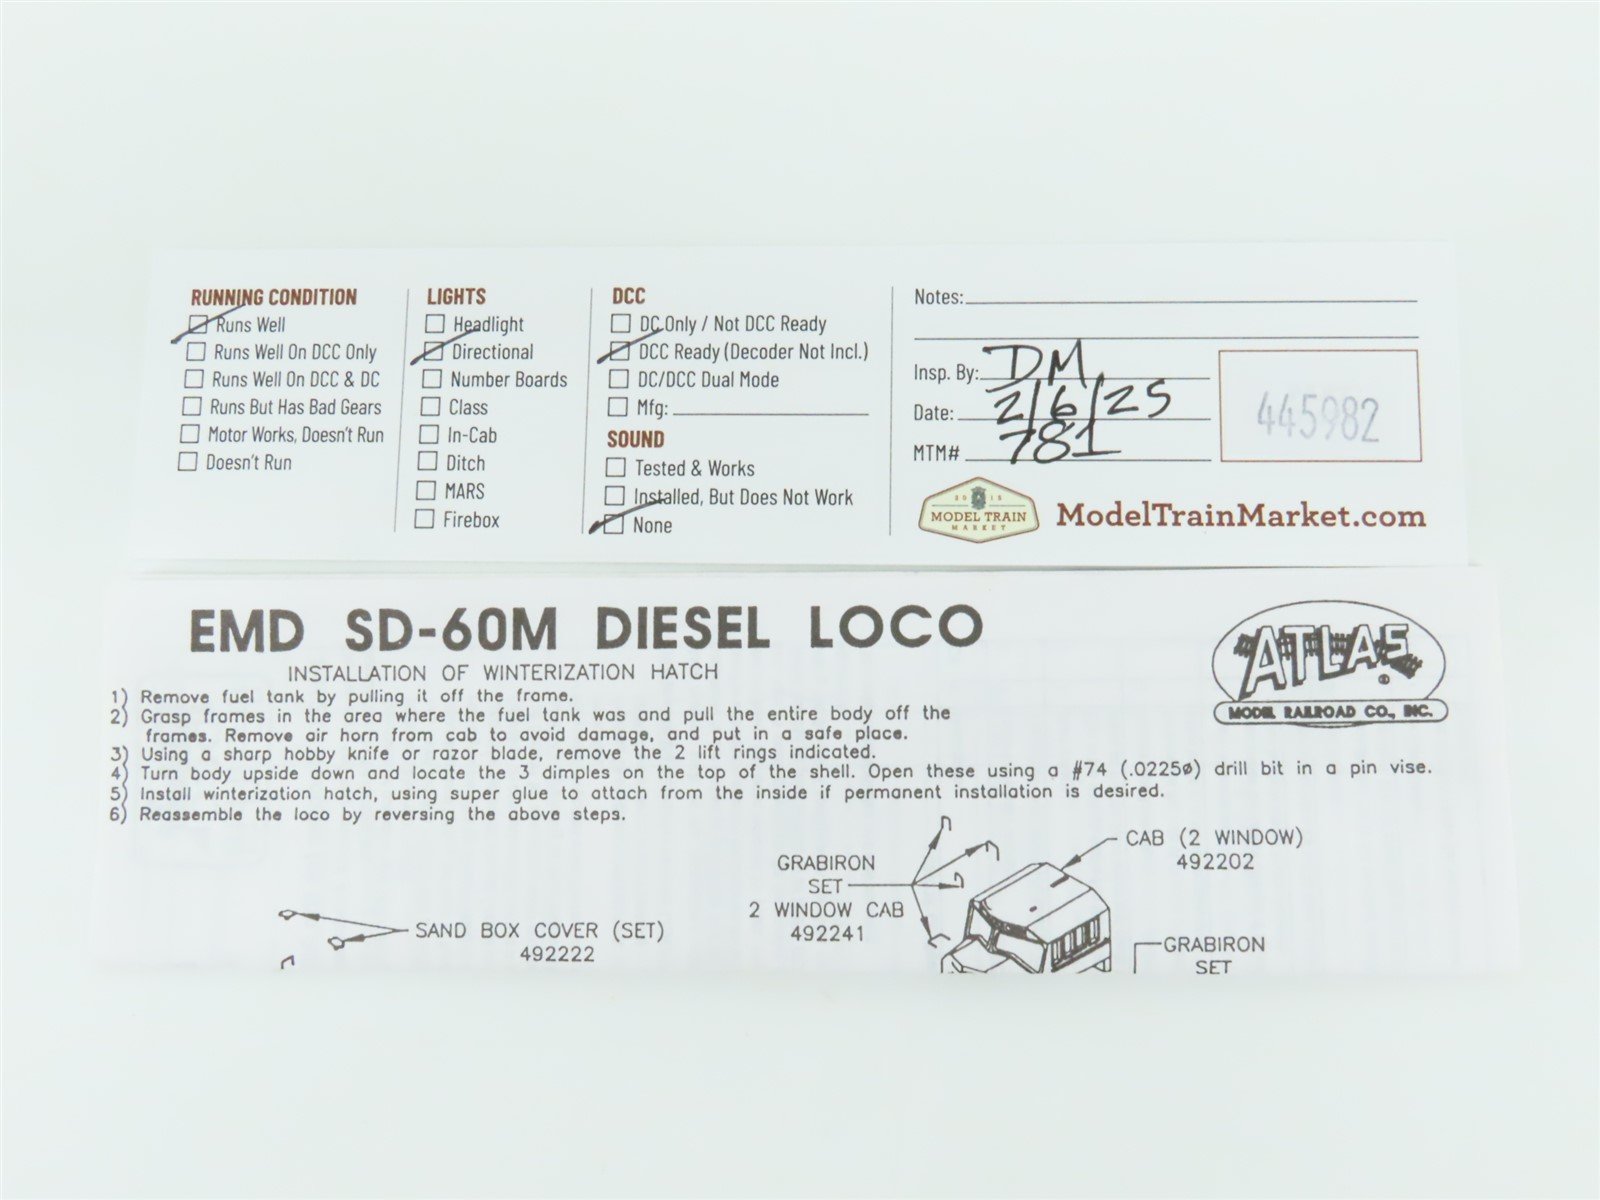 RUNNING CONDITION
Runs Well
Runs Well On DCC Only
Runs Well On DCC & DC
Runs But Has Bad Gears
Motor Works, Doesn't Run
Doesn't Run
LIGHTS
Headlight
Directional
Number Boards
Class
In-Cab
Ditch
MARS
Firebox
DCC
DC Only / Not DCC Ready
DCC Ready (Decoder Not Incl.)
DC/DCC Dual Mode
Mfg:
SOUND
Tested & Works
Installed, But Does Not Work
None
Notes:
Insp. By: DM
Date: 2/6/25
MTM# 781
445982
2015
MODEL TRAIN
MARKET
ModelTrainMarket.com
EMD SD-60M DIESEL LOCO
INSTALLATION OF WINTERIZATION HATCH
1) Remove fuel tank by pulling it off the frame.
2) Grasp frames in the area where the fuel tank was and pull the entire body off the
frames. Remove air horn from cab to avoid damage, and put in a safe place.
3) Using a sharp hobby knife or razor blade, remove the 2 lift rings indicated.
4) Turn body upside down and locate the 3 dimples on the top of the shell. Open these using a #74 (.0225ø) drill bit in a pin vise.
5) Install winterization hatch, using super glue to attach from the inside if permanent installation is desired.
6) Reassemble the loco by reversing the above steps.
ATLAS
®
MODEL RAILROAD CO., INC.
GRABIRON
SET
2 WINDOW CAB
492241
CAB (2 WINDOW)
492202
SAND BOX COVER (SET)
492222
GRABIRON
SET